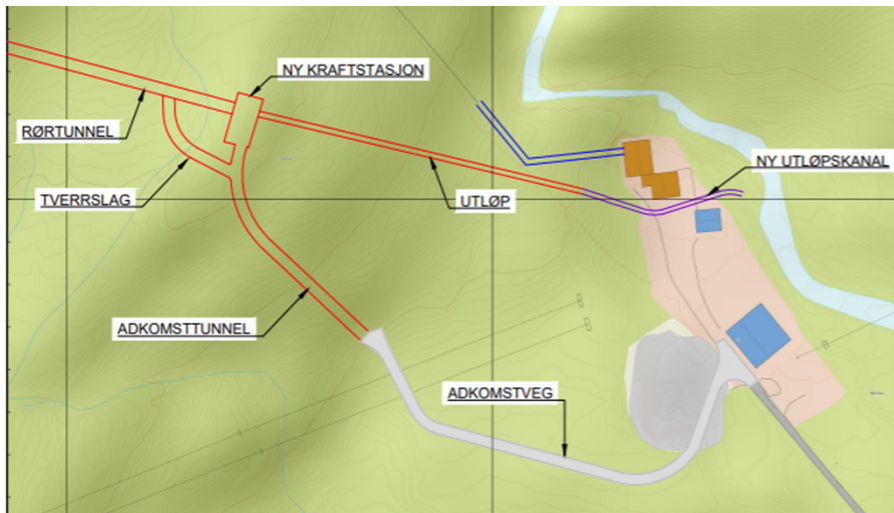 NY KRAFTSTASJON
RØRTUNNEL
TVERRSLAG
UTLØP
NY UTLØPSKANAL
ADKOMSTTUNNEL
ADKOMSTVEG